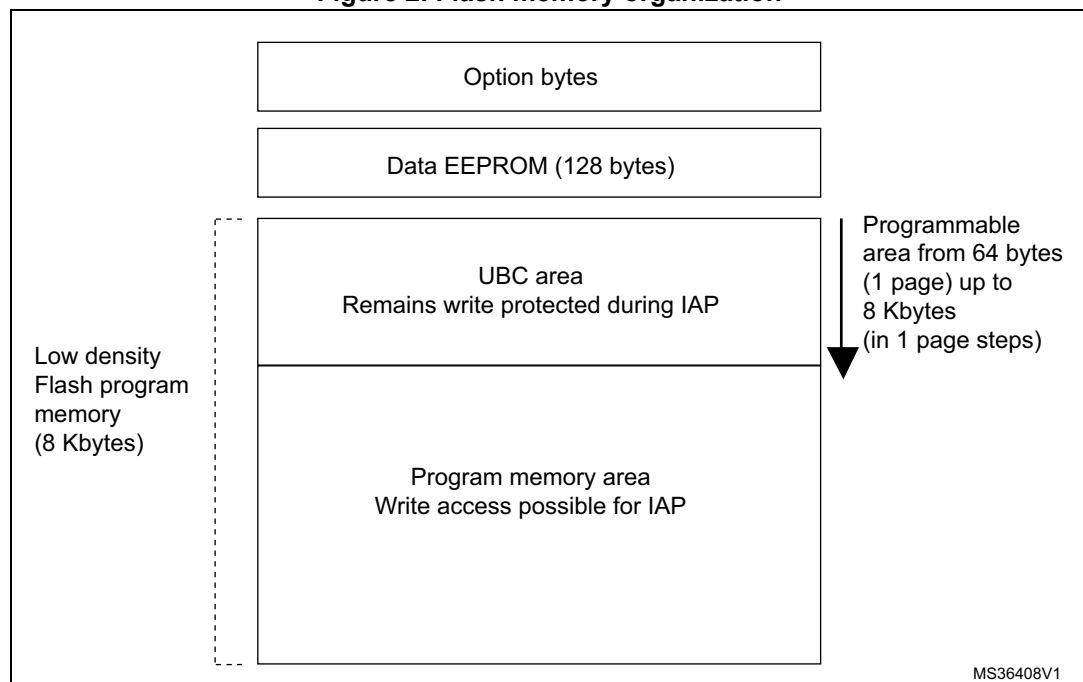 Figure 2. Flash memory organization
Option bytes
Data EEPROM (128 bytes)
UBC area
Remains write protected during IAP
Programmable
area from 64 bytes
(1 page) up to
8 Kbytes
(in 1 page steps)
Low density
Flash program
memory
(8 Kbytes)
Program memory area
Write access possible for IAP
MS36408V1